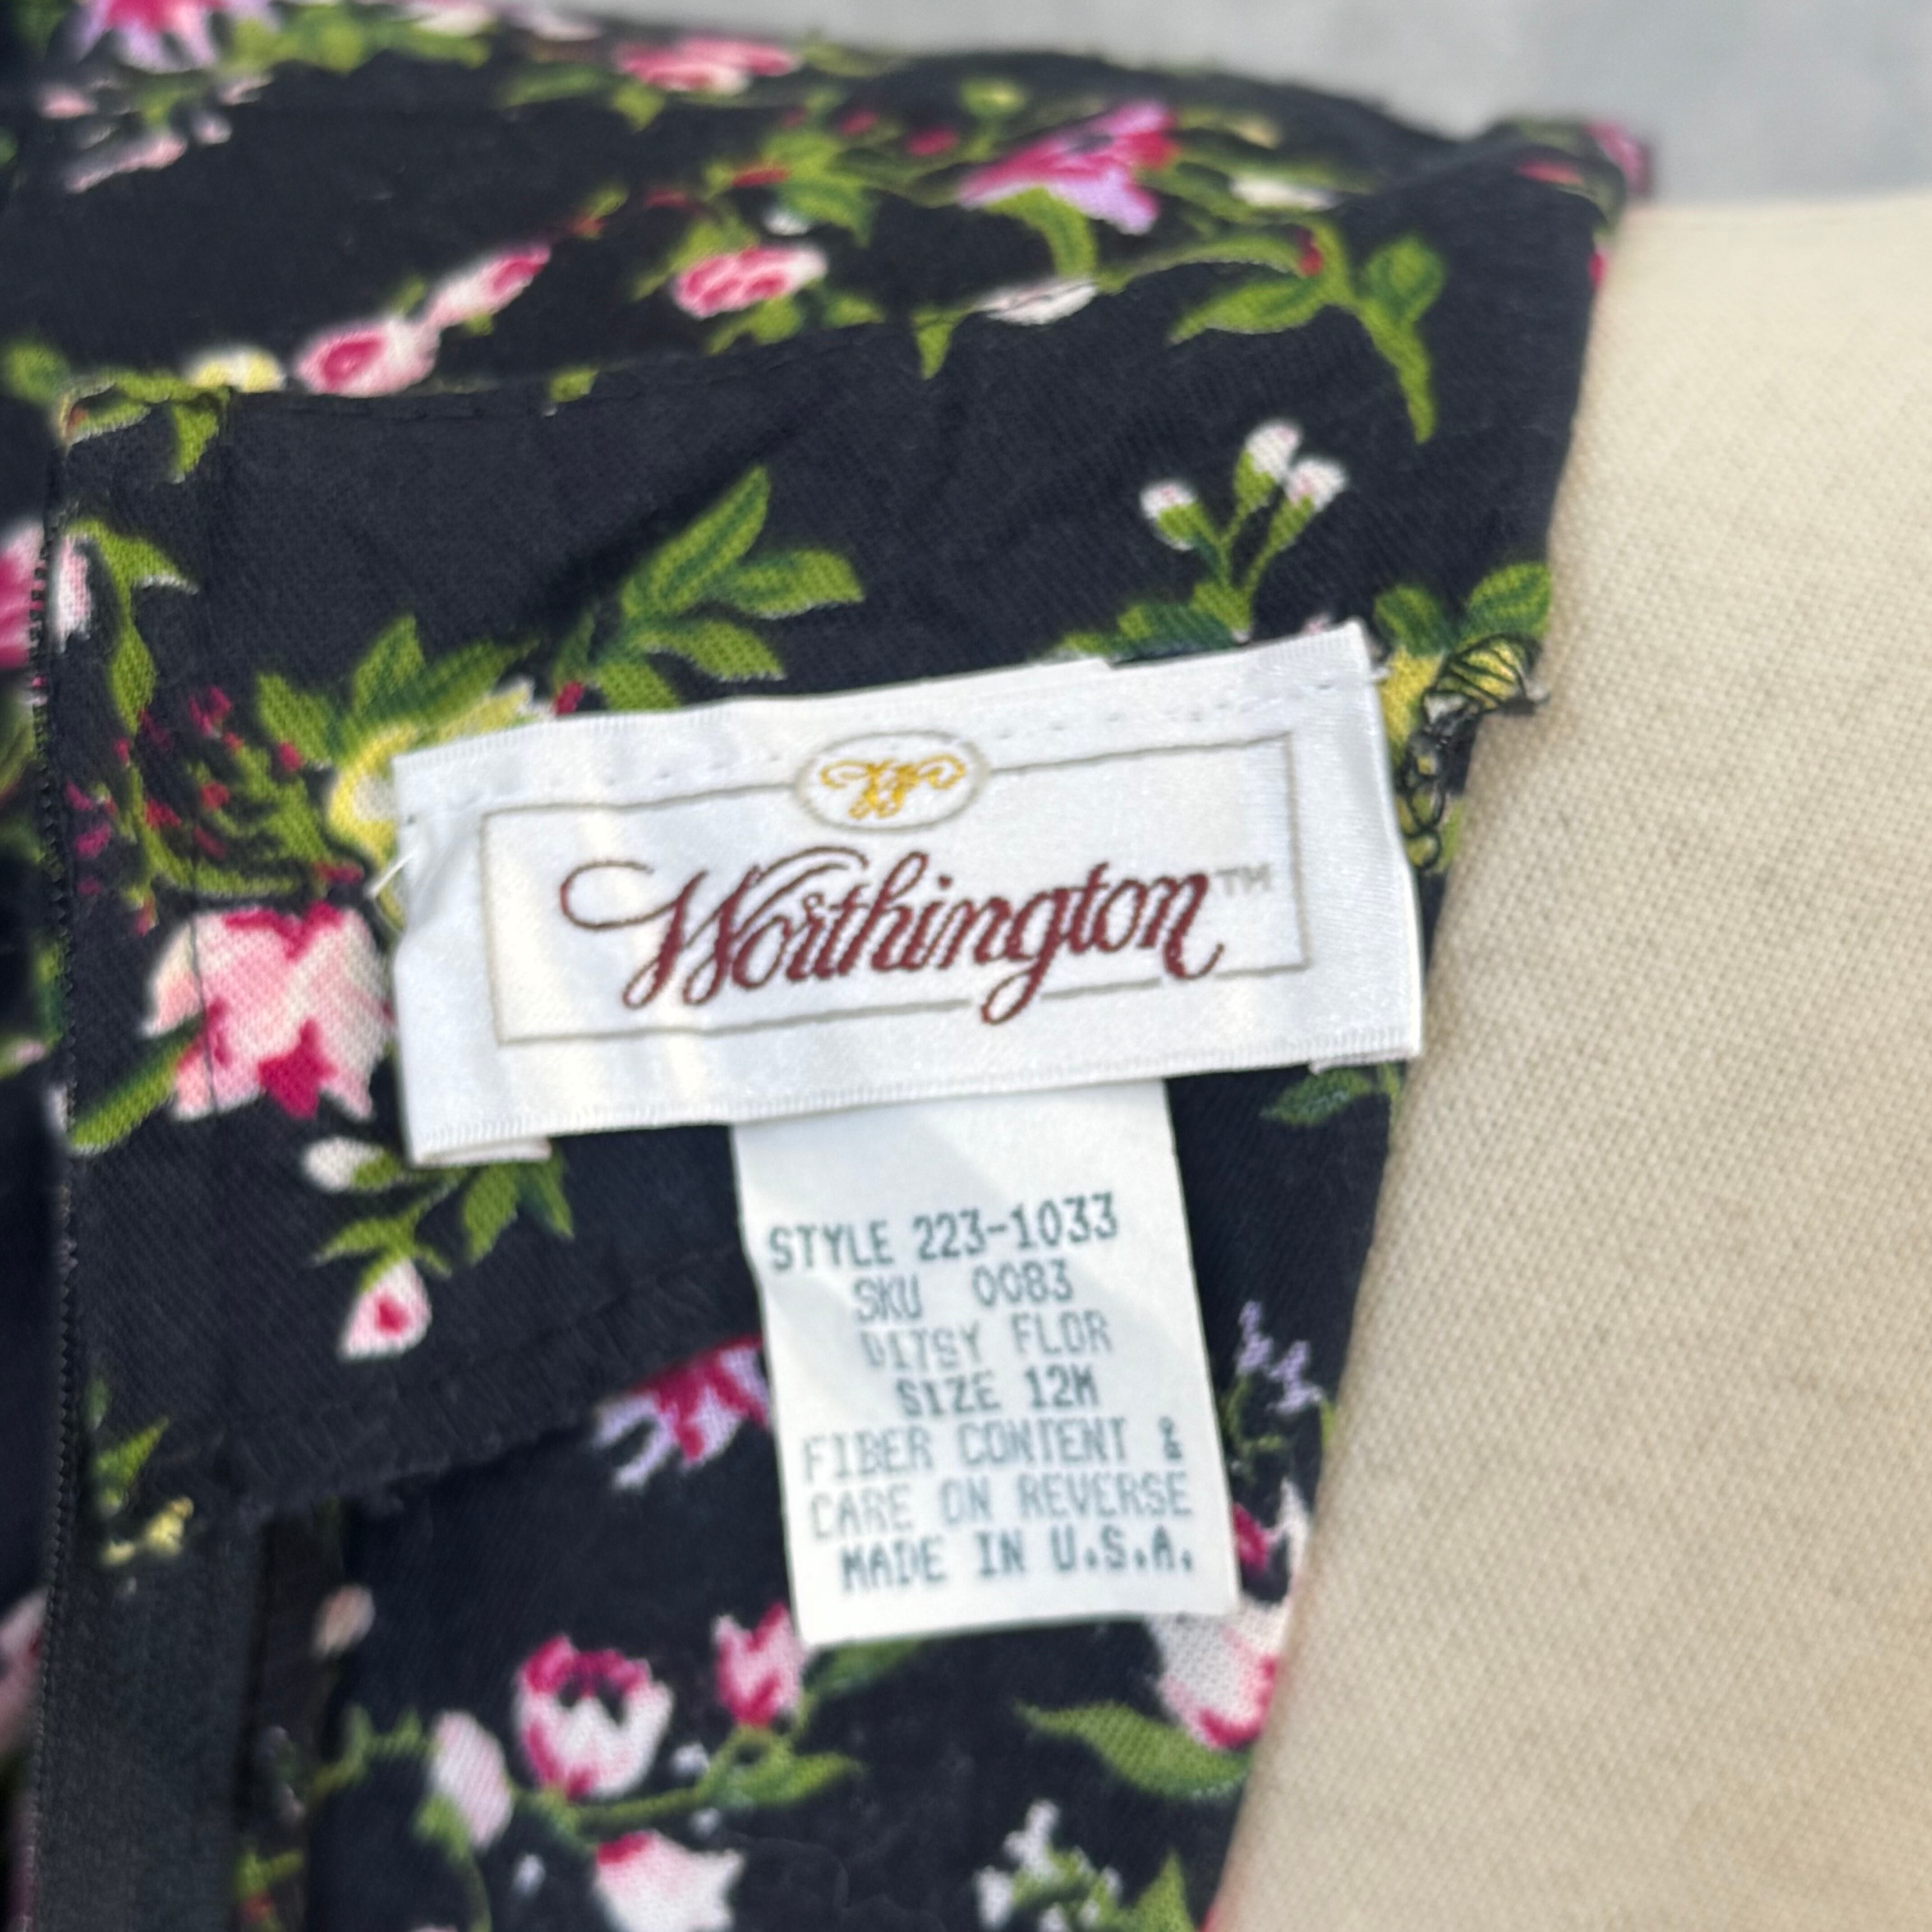 Worthington™
STYLE 223-1033
SKU 0083
DITSY FLOR
SIZE 12M
FIBER CONTENT &
CARE ON REVERSE
MADE IN U.S.A.